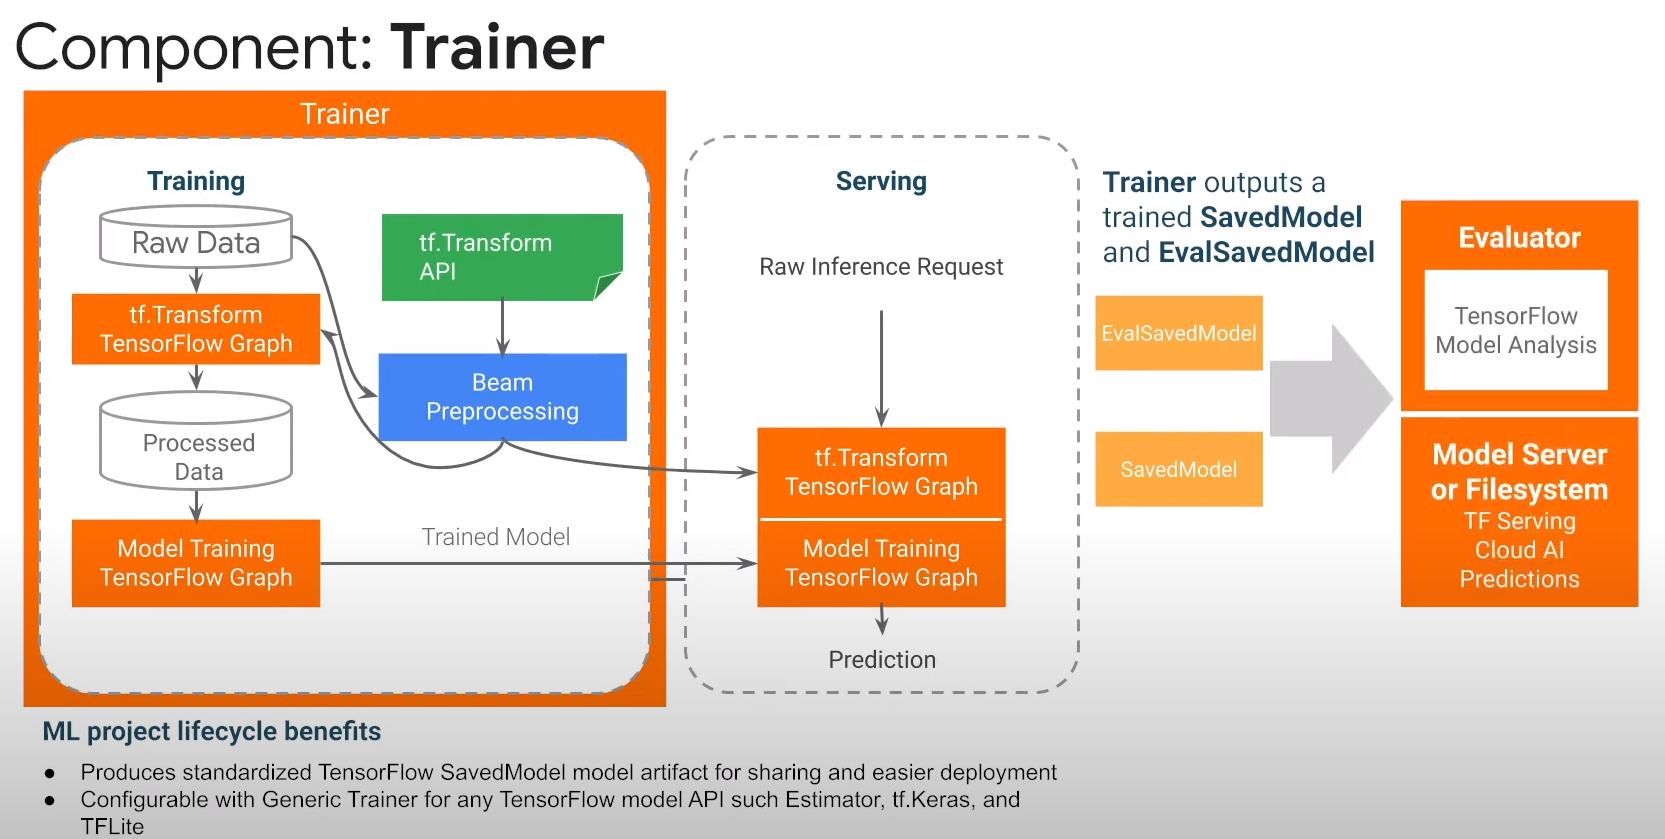 Component: Trainer
Trainer
Training
Raw Data
tf.Transform
TensorFlow Graph
Processed
Data
Model Training
TensorFlow Graph
tf.Transform
API
Beam
Preprocessing
Trained Model
Serving
Raw Inference Request
tf.Transform
TensorFlow Graph
Model Training
TensorFlow Graph
Prediction
Trainer outputs a
trained SavedModel
and EvalSavedModel
EvalSavedModel
SavedModel
Evaluator
TensorFlow
Model Analysis
Model Server
or Filesystem
TF Serving
Cloud AI
Predictions
ML project lifecycle benefits
● Produces standardized TensorFlow SavedModel model artifact for sharing and easier deployment
● Configurable with Generic Trainer for any TensorFlow model API such Estimator, tf.Keras, and
TFLite